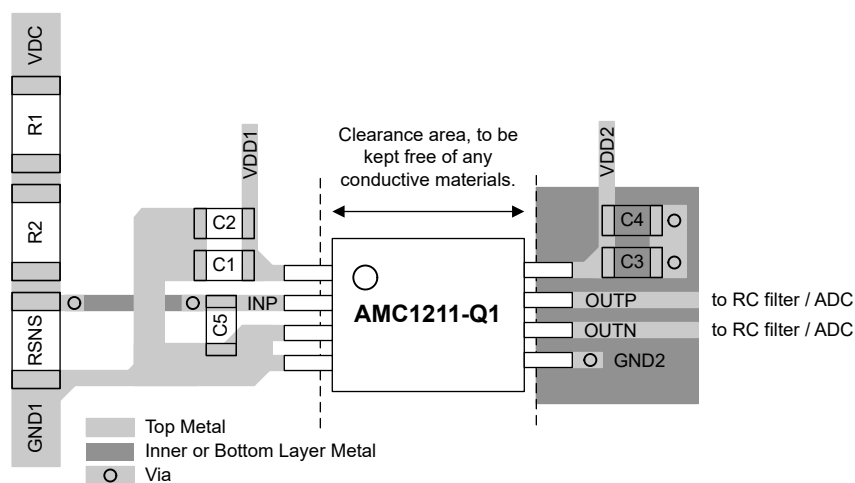 VDC
R1
R2
RSNS
GND1
VDD1
C2
C1
C5
INP
Clearance area, to be
kept free of any
conductive materials.
AMC1211-Q1
VDD2
C4
C3
OUTP
to RC filter / ADC
OUTN
to RC filter / ADC
GND2
Top Metal
Inner or Bottom Layer Metal
Via